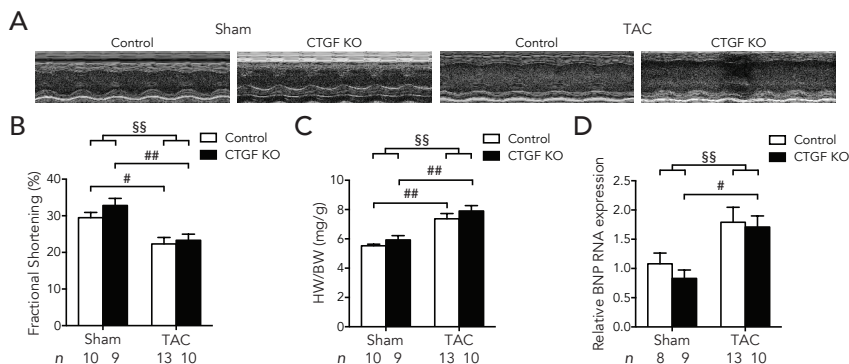 A
Sham
TAC
Control
CTGF KO
Control
CTGF KO
B
§§
##
#
Control
CTGF KO
Fractional Shortening (%)
40
30
20
10
0
Sham
TAC
n 10 9 13 10
C
§§
##
##
Control
CTGF KO
HW/BW (mg/g)
10
8
6
4
2
0
Sham
TAC
n 10 9 13 10
D
§§
#
Control
CTGF KO
Relative BNP RNA expression
2.5
2.0
1.5
1.0
0.5
0.0
Sham
TAC
n 8 9 13 10